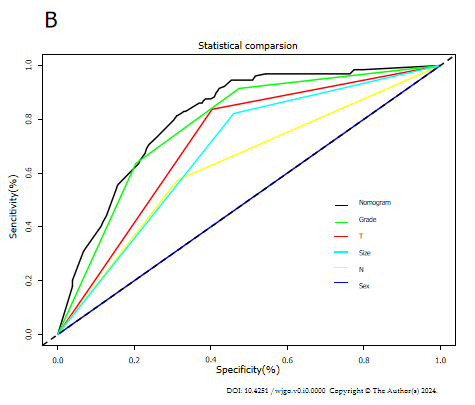 B
Statistical comparsion
Sencitivity(%)
1.0
0.8
0.6
0.4
0.2
0.0
Nomogram
Grade
T
Size
N
Sex
0.0 0.2 0.4 0.6 0.8 1.0
Specificity(%)
DOI: 10.4251 /wjgo.v0.i0.0000 Copyright © The Author(s) 2024.